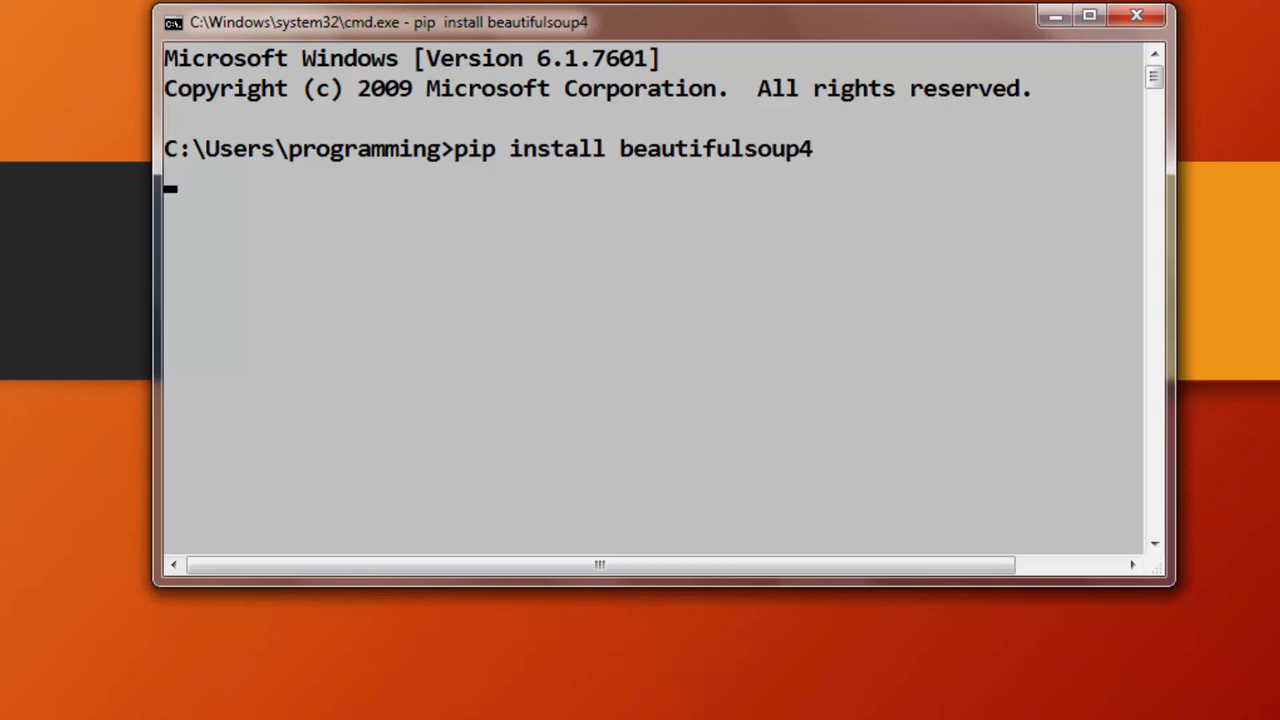 C:\Windows\system32\cmd.exe - pip  install beautifulsoup4
Microsoft Windows [Version 6.1.7601]
Copyright (c) 2009 Microsoft Corporation.  All rights reserved.
C:\Users\programming>pip install beautifulsoup4